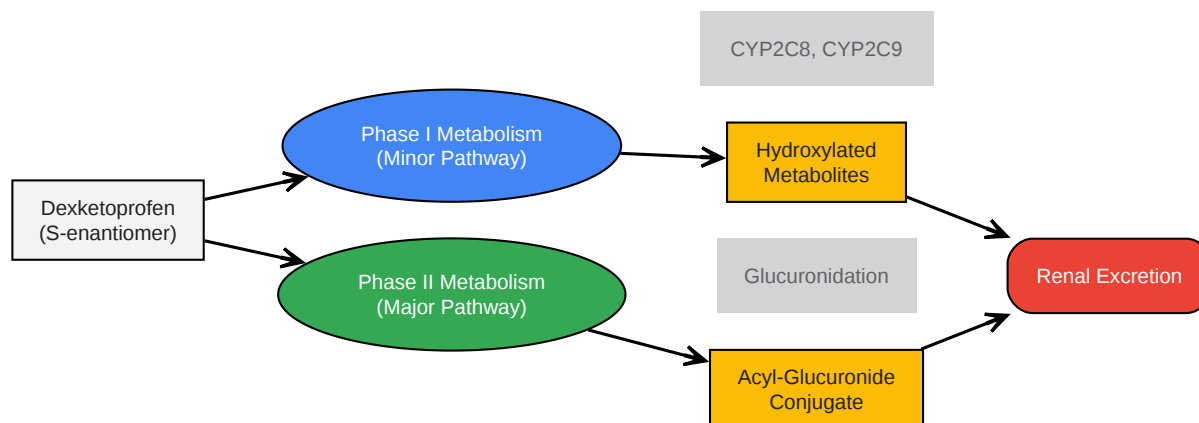 CYP2C8, CYP2C9
Phase I Metabolism
(Minor Pathway)
Hydroxylated
Metabolites
Dexketoprofen
(S-enantiomer)
Glucuronidation
Renal Excretion
Phase II Metabolism
(Major Pathway)
Acyl-Glucuronide
Conjugate